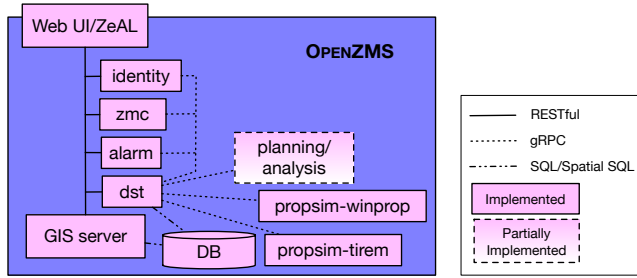 Web UI/ZeAL
OPENZMS
identity
zmc
alarm
planning/
analysis
dst
propsim-winprop
GIS server
DB
propsim-tirem
RESTful
gRPC
SQL/Spatial SQL
Implemented
Partially
Implemented